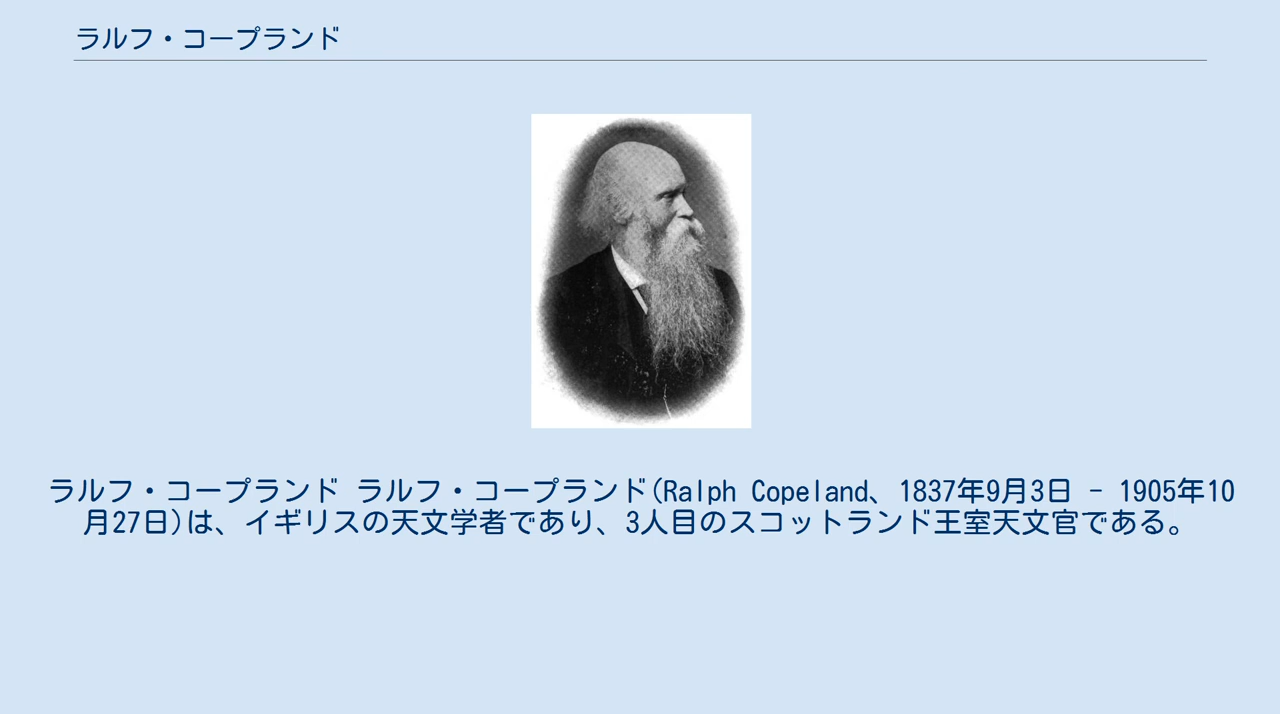 ラルフ・コープランド
ラルフ・コープランド ラルフ・コープランド(Ralph Copeland、1837年9月3日 - 1905年10
月27日)は、イギリスの天文学者であり、3人目のスコットランド王室天文官である。